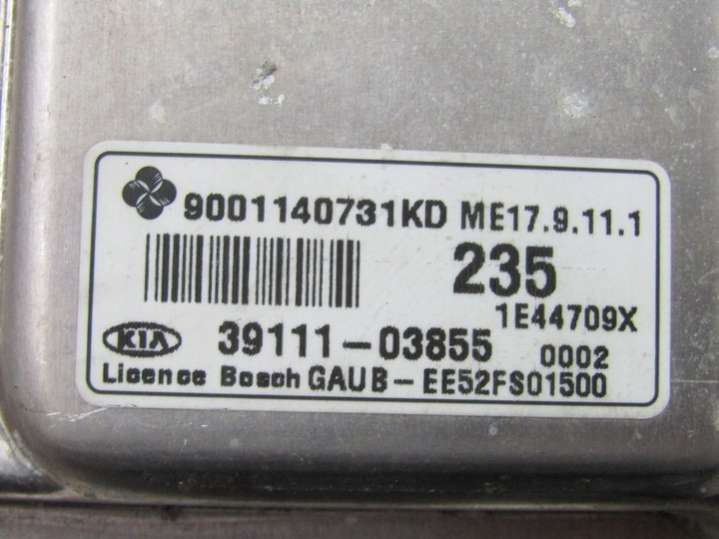 9001140731KD ME17.9.11.1
235
1E44709X
KIA 39111-03855 0002
Licence Bosch GAUB-EE52FS01500